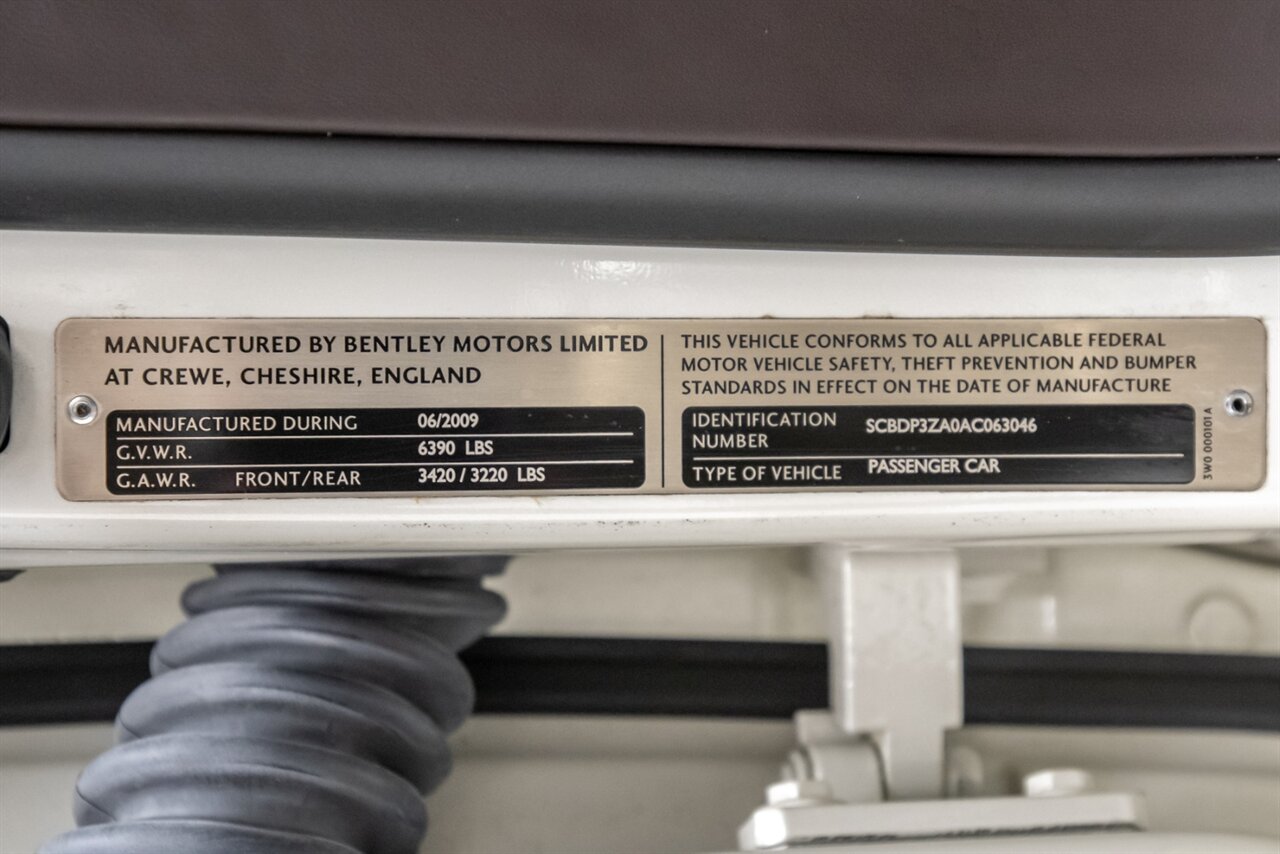 MANUFACTURED BY BENTLEY MOTORS LIMITED
AT CREWE, CHESHIRE, ENGLAND
MANUFACTURED DURING 06/2009
G.V.W.R. 6390 LBS
G.A.W.R. FRONT/REAR 3420 / 3220 LBS
THIS VEHICLE CONFORMS TO ALL APPLICABLE FEDERAL
MOTOR VEHICLE SAFETY, THEFT PREVENTION AND BUMPER
STANDARDS IN EFFECT ON THE DATE OF MANUFACTURE
IDENTIFICATION
NUMBER SCBDP3ZA0AC063046
TYPE OF VEHICLE PASSENGER CAR
3W0 000101 A